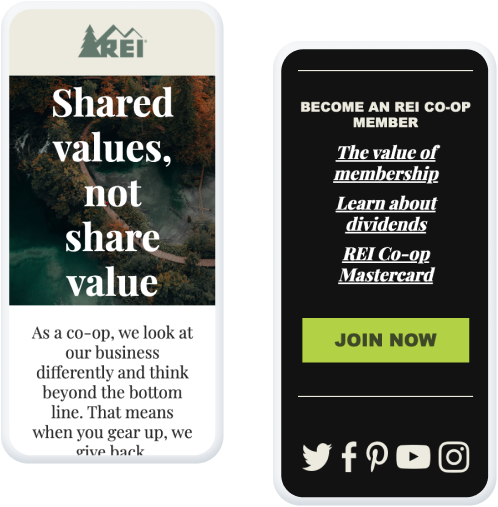 REI
Shared
values,
not
share
value
As a co-op, we look at
our business
differently and think
beyond the bottom
line. That means
when you gear up, we
give back
BECOME AN REI CO-OP
MEMBER
The value of
membership
Learn about
dividends
REI Co-op
Mastercard
JOIN NOW